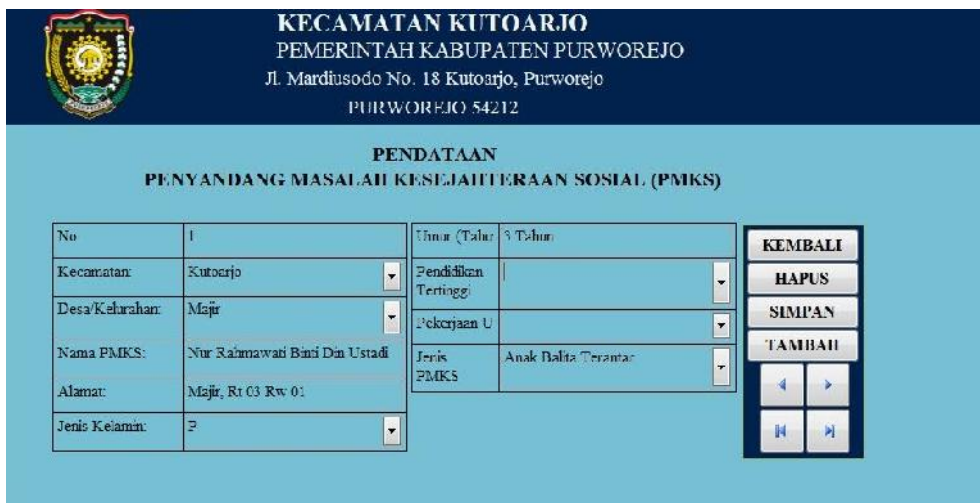 KECAMATAN KUTOARJO
PEMERINTAH KABUPATEN PURWOREJO
Jl. Mardiusodo No. 18 Kutoarjo, Purworejo
PURWOREJO 54212
PENDATAAN
PENYANDANG MASALAH KESEJAHTERAAN SOSIAL (PMKS)
No 1
Kecamatan: Kutoarjo
Desa/Kelurahan: Majir
Nama PMKS: Nur Rahmawati Binti Din Ustadi
Alamat: Majir, Rt 03 Rw 01
Jenis Kelamin: P
Umur (Tahu 3 Tahun
Pendidikan
Tertinggi
Pekerjaan U
Jenis Anak Balita Terantar
PMKS
KEMBALI
HAPUS
SIMPAN
TAMBAH